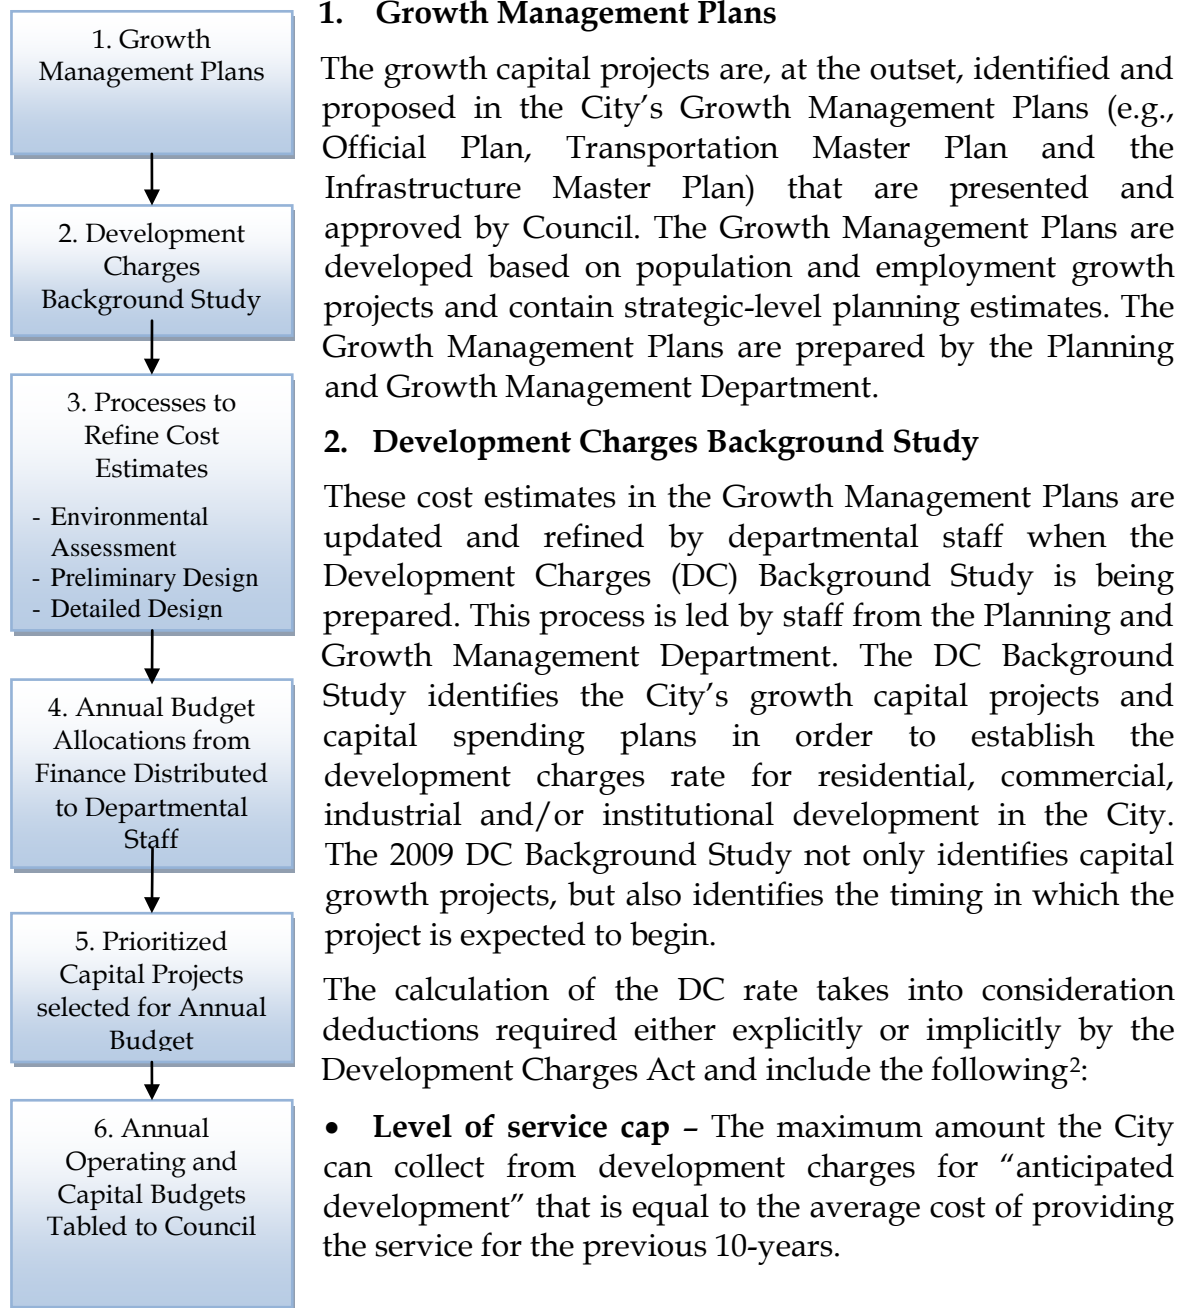 1. Growth
Management Plans
2. Development
Charges
Background Study
3. Processes to
Refine Cost
Estimates
- Environmental
Assessment
- Preliminary Design
- Detailed Design
4. Annual Budget
Allocations from
Finance Distributed
to Departmental
Staff
5. Prioritized
Capital Projects
selected for Annual
Budget
6. Annual
Operating and
Capital Budgets
Tabled to Council
1. Growth Management Plans
The growth capital projects are, at the outset, identified and
proposed in the City’s Growth Management Plans (e.g.,
Official Plan, Transportation Master Plan and the
Infrastructure Master Plan) that are presented and
approved by Council. The Growth Management Plans are
developed based on population and employment growth
projects and contain strategic-level planning estimates. The
Growth Management Plans are prepared by the Planning
and Growth Management Department.
2. Development Charges Background Study
These cost estimates in the Growth Management Plans are
updated and refined by departmental staff when the
Development Charges (DC) Background Study is being
prepared. This process is led by staff from the Planning and
Growth Management Department. The DC Background
Study identifies the City’s growth capital projects and
capital spending plans in order to establish the
development charges rate for residential, commercial,
industrial and/or institutional development in the City.
The 2009 DC Background Study not only identifies capital
growth projects, but also identifies the timing in which the
project is expected to begin.
The calculation of the DC rate takes into consideration
deductions required either explicitly or implicitly by the
Development Charges Act and include the following²:
• Level of service cap – The maximum amount the City
can collect from development charges for “anticipated
development” that is equal to the average cost of providing
the service for the previous 10-years.